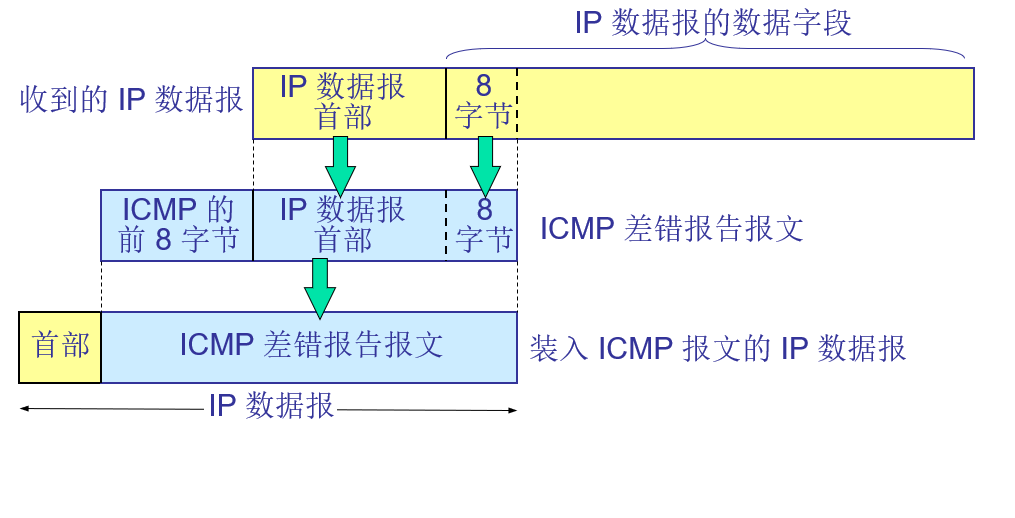 IP 数据报的数据字段
收到的 IP 数据报
IP 数据报
首部
8
字节
ICMP 的
前 8 字节
IP 数据报
首部
8
字节
ICMP 差错报告报文
首部
ICMP 差错报告报文
装入 ICMP 报文的 IP 数据报
IP 数据报